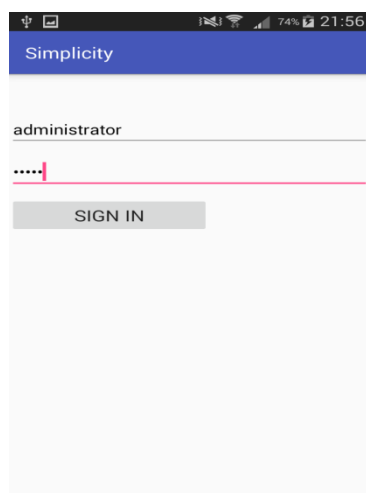 74% 21:56
Simplicity
administrator
•••••
SIGN IN